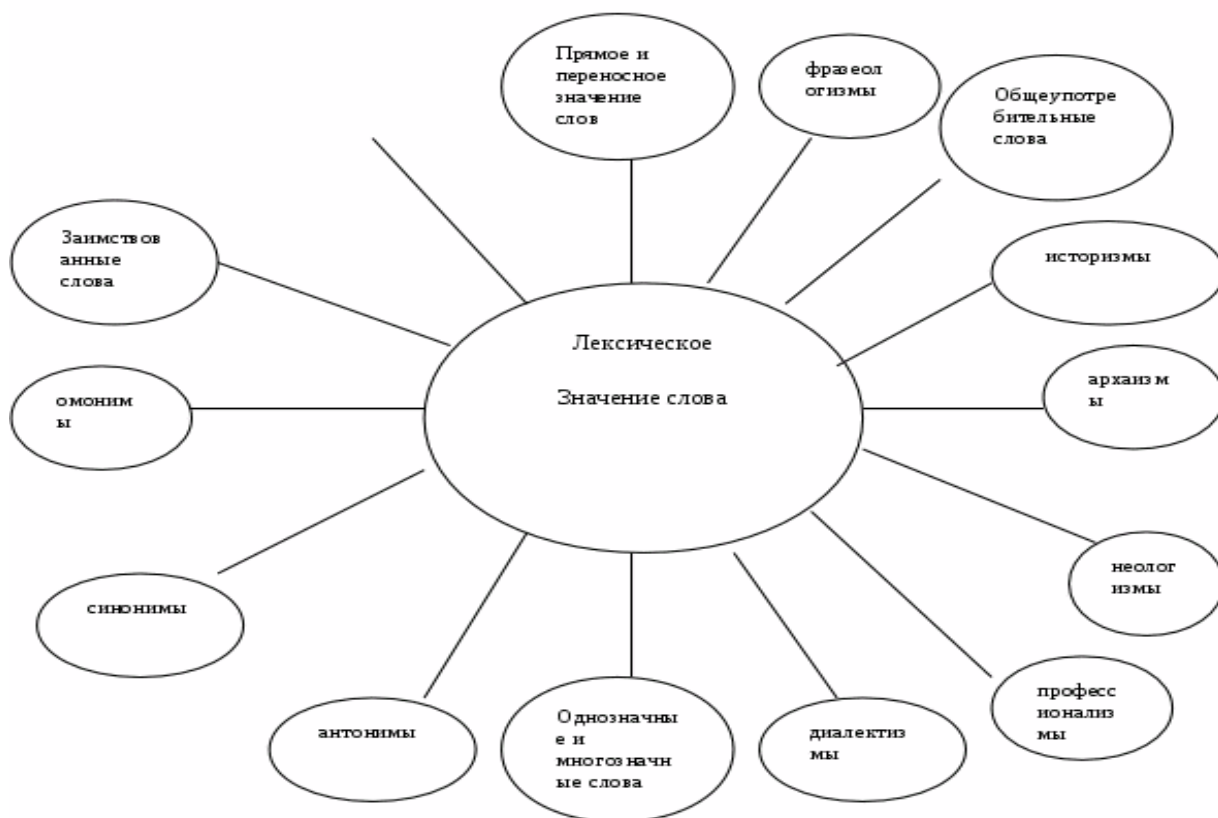 Прямое и
переносное
значение
слов
фразеол
огизмы
Общеупотре
бительные
слова
Заимствов
анные
слова
историзмы
Лексическое
Значение слова
архаизм
ы
омоним
ы
неолог
измы
синонимы
професс
ионализ
мы
антонимы
Однозначны
е и
многозначн
ые слова
диалектиз
мы